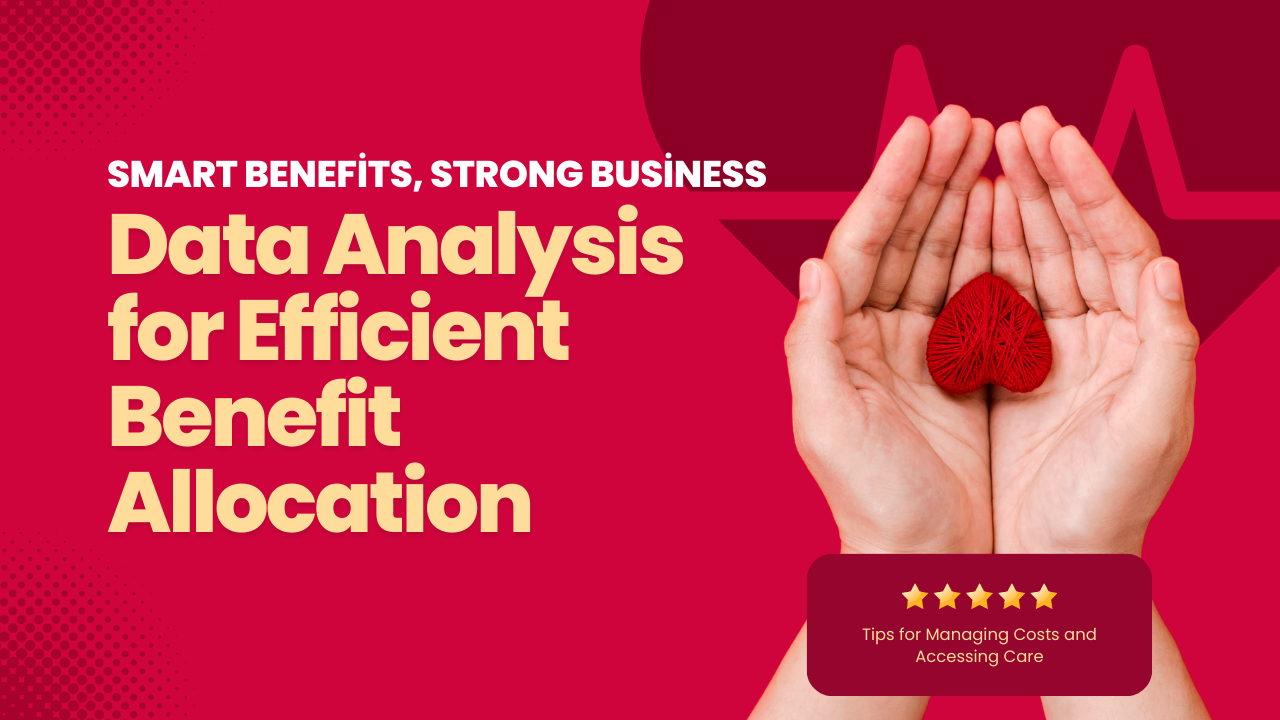 SMART BENEFİTS, STRONG BUSİNESS
Data Analysis
for Efficient
Benefit
Allocation
Tips for Managing Costs and
Accessing Care